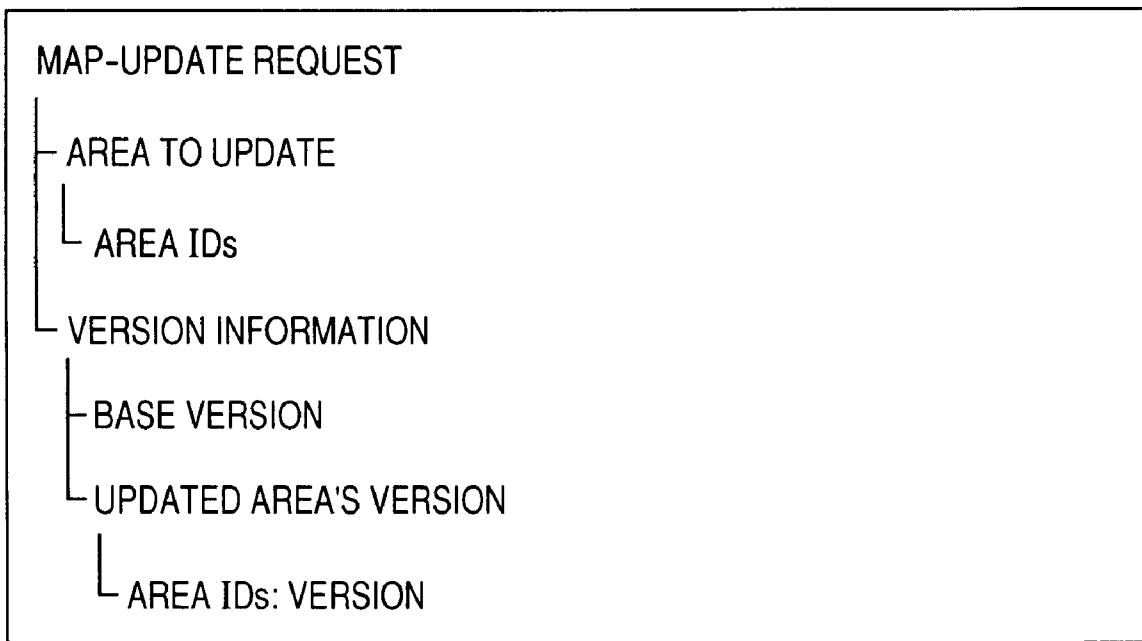 MAP-UPDATE REQUEST
AREA TO UPDATE
AREA IDs
VERSION INFORMATION
BASE VERSION
UPDATED AREA'S VERSION
AREA IDs: VERSION